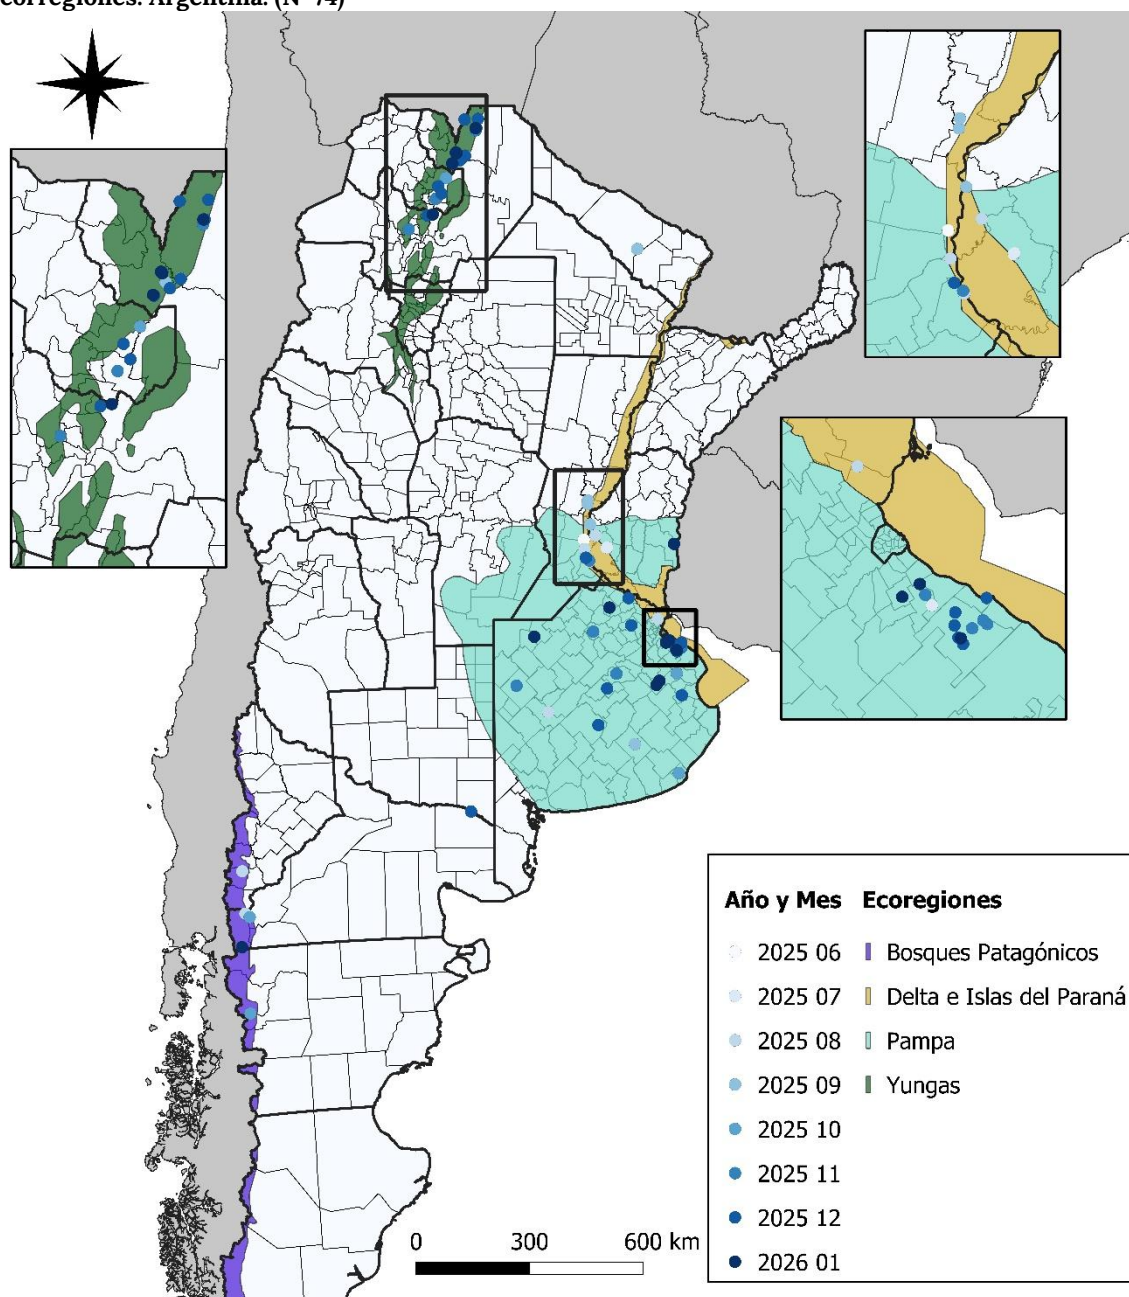 corregiones. Argentina. (N=74)
Año y Mes Ecoregiones
2025 06 Bosques Patagónicos
2025 07 Delta e Islas del Paraná
2025 08 Pampa
2025 09 Yungas
2025 10
2025 11
2025 12
2026 01
0 300 600 km